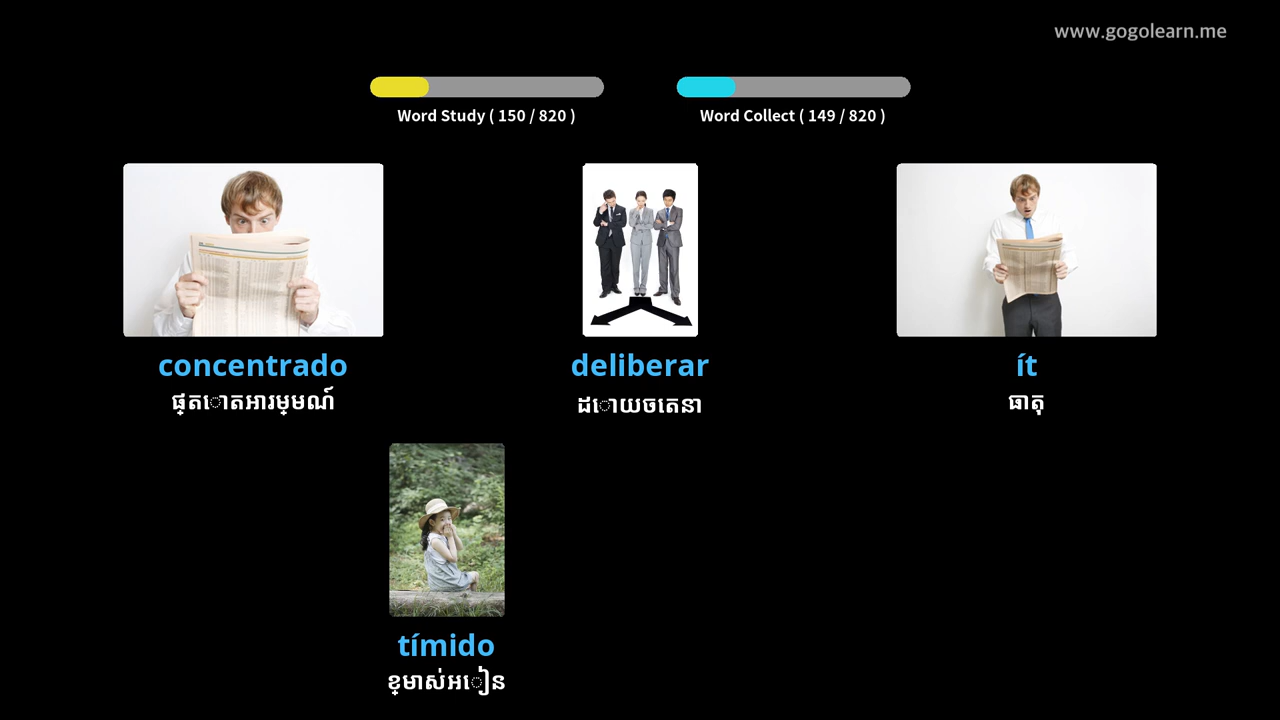 www.gogolearn.me
Word Study ( 150 / 820 )
Word Collect ( 149 / 820 )
concentrado
deliberar
ít
ផ្តោតអារម្មណ៍
ដោយចតេនា
ធាតុ
tímido
ខ្មាស់អៀន